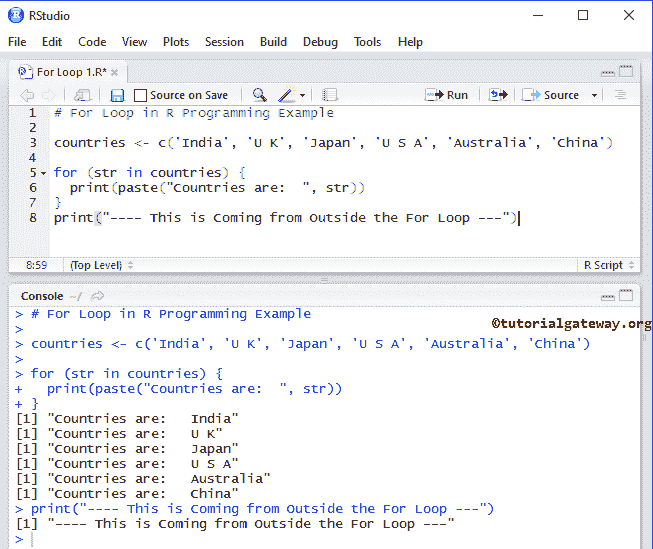 RStudio
File Edit Code View Plots Session Build Debug Tools Help
For Loop 1.R* ×
Source on Save Run Source
1 # For Loop in R Programming Example
2
3 countries <- c('India', 'U K', 'Japan', 'U S A', 'Australia', 'China')
4
5 for (str in countries) {
6   print(paste("Countries are:  ", str))
7 }
8 print("---- This is Coming from Outside the For Loop ---")
8:59 (Top Level) R Script
Console ~/
> # For Loop in R Programming Example
>
©tutorialgateway.org
> countries <- c('India', 'U K', 'Japan', 'U S A', 'Australia', 'China')
>
> for (str in countries) {
+   print(paste("Countries are:  ", str))
+ }
[1] "Countries are:   India"
[1] "Countries are:   U K"
[1] "Countries are:   Japan"
[1] "Countries are:   U S A"
[1] "Countries are:   Australia"
[1] "Countries are:   China"
> print("---- This is Coming from Outside the For Loop ---")
[1] "---- This is Coming from Outside the For Loop ---"
>